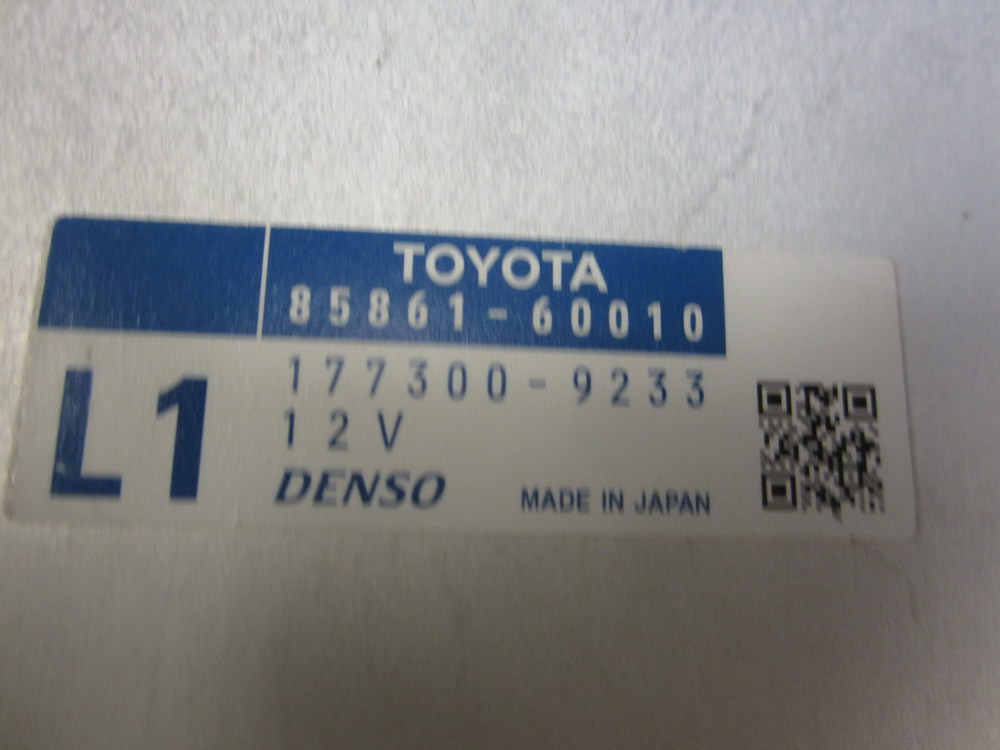 TOYOTA
85861-60010
L1
177300-9233
12V
DENSO
MADE IN JAPAN